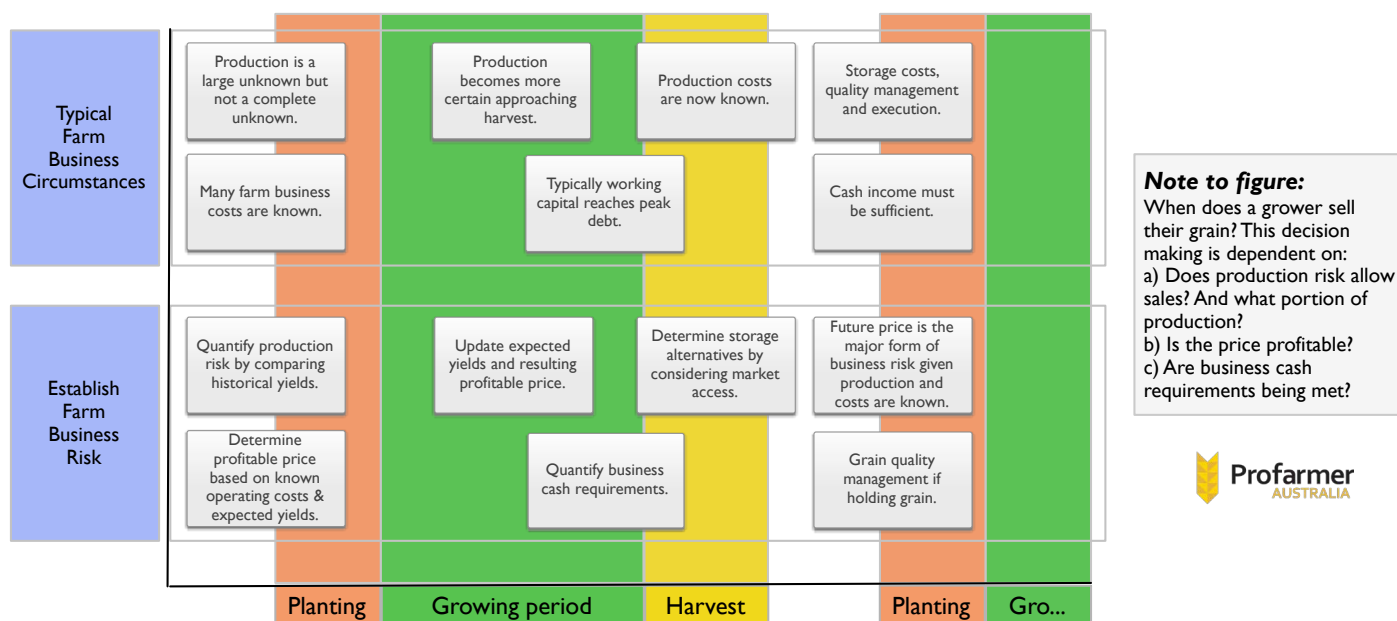 Typical
Farm
Business
Circumstances
Production is a
large unknown but
not a complete
unknown.
Production
becomes more
certain approaching
harvest.
Production costs
are now known.
Storage costs,
quality management
and execution.
Many farm business
costs are known.
Typically working
capital reaches peak
debt.
Cash income must
be sufficient.
Establish
Farm
Business
Risk
Quantify production
risk by comparing
historical yields.
Update expected
yields and resulting
profitable price.
Determine storage
alternatives by
considering market
access.
Future price is the
major form of
business risk given
production and
costs are known.
Determine
profitable price
based on known
operating costs &
expected yields.
Quantify business
cash requirements.
Grain quality
management if
holding grain.
Planting
Growing period
Harvest
Planting
Gro...
Note to figure:
When does a grower sell
their grain? This decision
making is dependent on:
a) Does production risk allow
sales? And what portion of
production?
b) Is the price profitable?
c) Are business cash
requirements being met?
Profarmer
AUSTRALIA